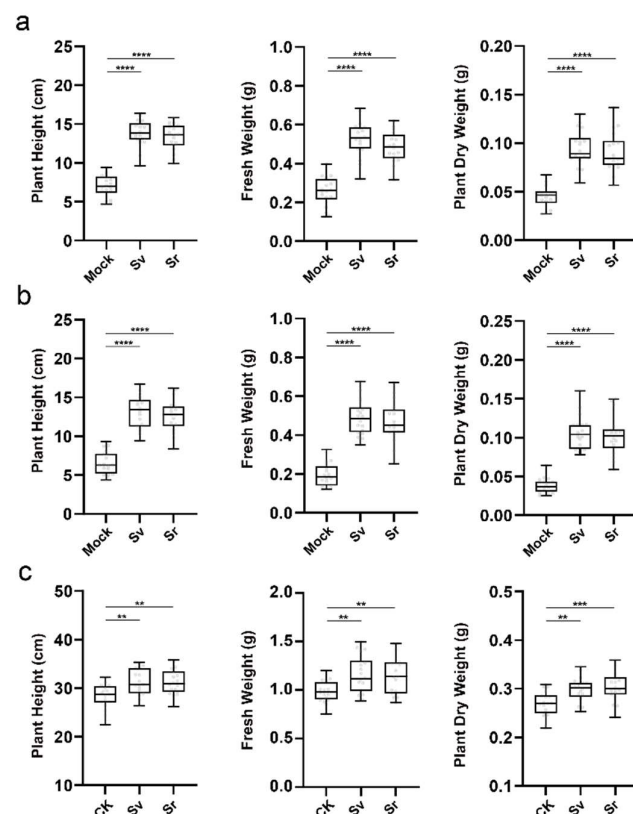 a
Plant Height (cm)
25
20
15
10
5
0
****
****
Mock
Sv
Sr
Fresh Weight (g)
1.0
0.8
0.6
0.4
0.2
0.0
****
****
Mock
Sv
Sr
Plant Dry Weight (g)
0.20
0.15
0.10
0.05
0.00
****
****
Mock
Sv
Sr
b
Plant Height (cm)
25
20
15
10
5
0
****
****
Mock
Sv
Sr
Fresh Weight (g)
1.0
0.8
0.6
0.4
0.2
0.0
****
****
Mock
Sv
Sr
Plant Dry Weight (g)
0.25
0.20
0.15
0.10
0.05
0.00
****
****
Mock
Sv
Sr
c
Plant Height (cm)
50
40
30
20
10
**
**
CK
Sv
Sr
Fresh Weight (g)
2.0
1.5
1.0
0.5
0.0
**
**
CK
Sv
Sr
Plant Dry Weight (g)
0.5
0.4
0.3
0.2
0.1
***
**
CK
Sv
Sr